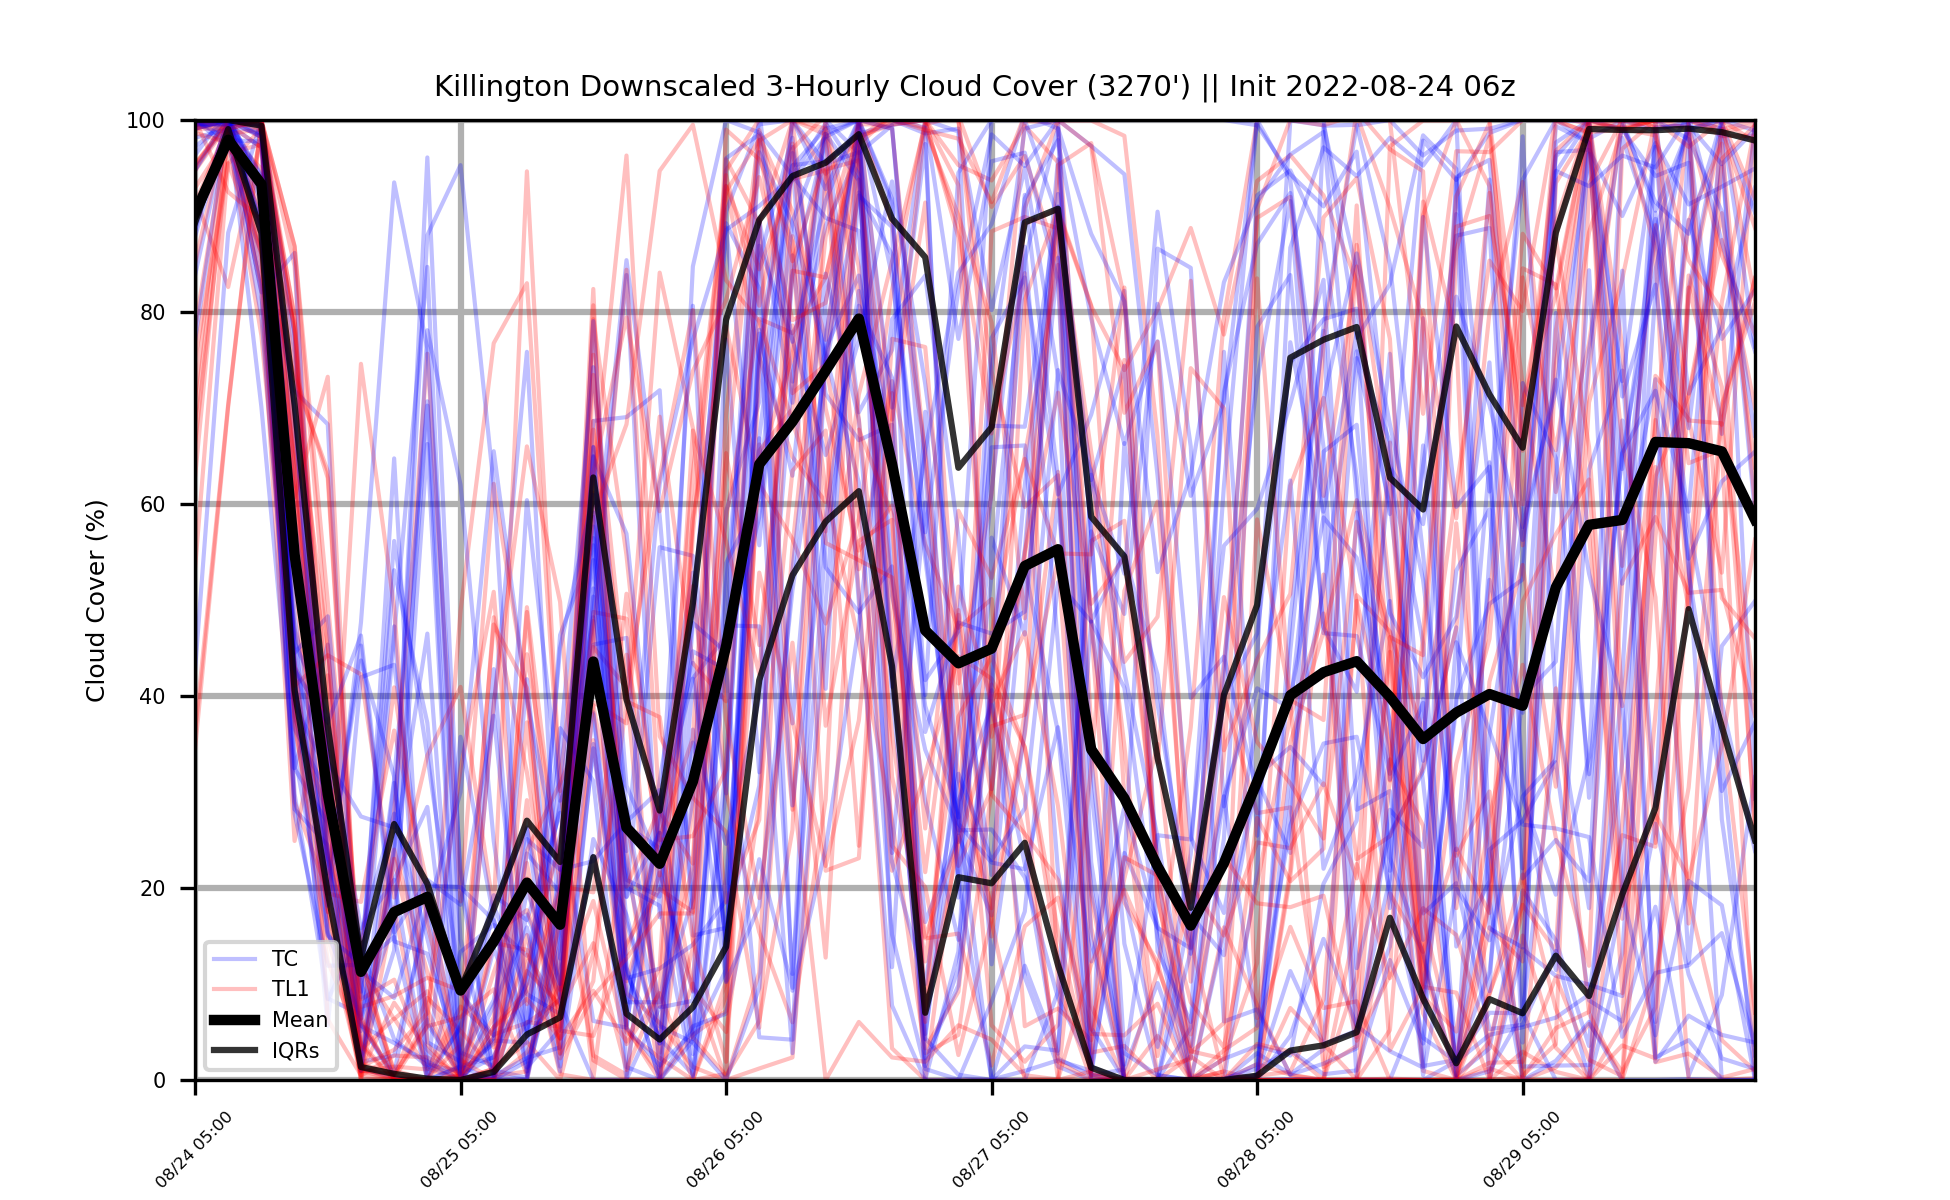 Killington Downscaled 3-Hourly Cloud Cover (3270') || Init 2022-08-24 06z
Cloud Cover (%)
100
80
60
40
20
0
TC
TL1
Mean
IQRs
08/24 05:00
08/25 05:00
08/26 05:00
08/27 05:00
08/28 05:00
08/29 05:00